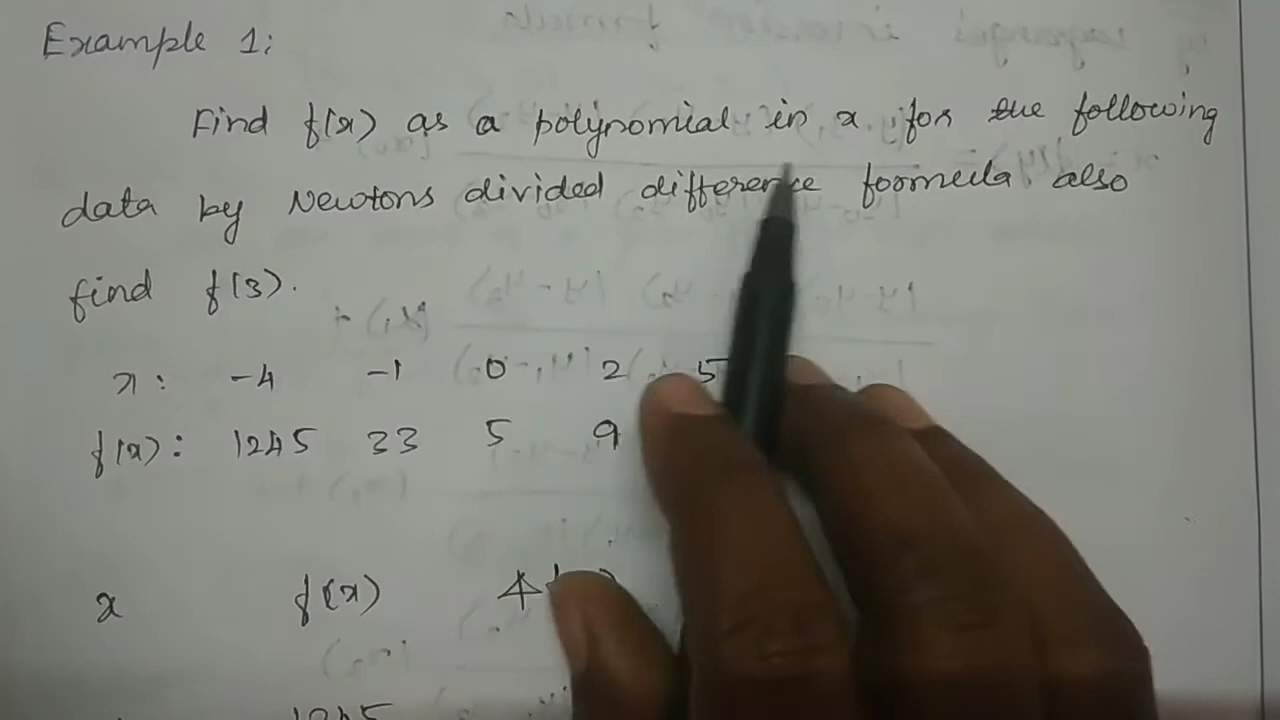 Example 1:
Find f(x) as a polynomial in x for the following
data by Newtons divided difference formula also
find f(3).
x: -4 -1 0 2 5
f(x): 1245 33 5 9
x f(x)
1245